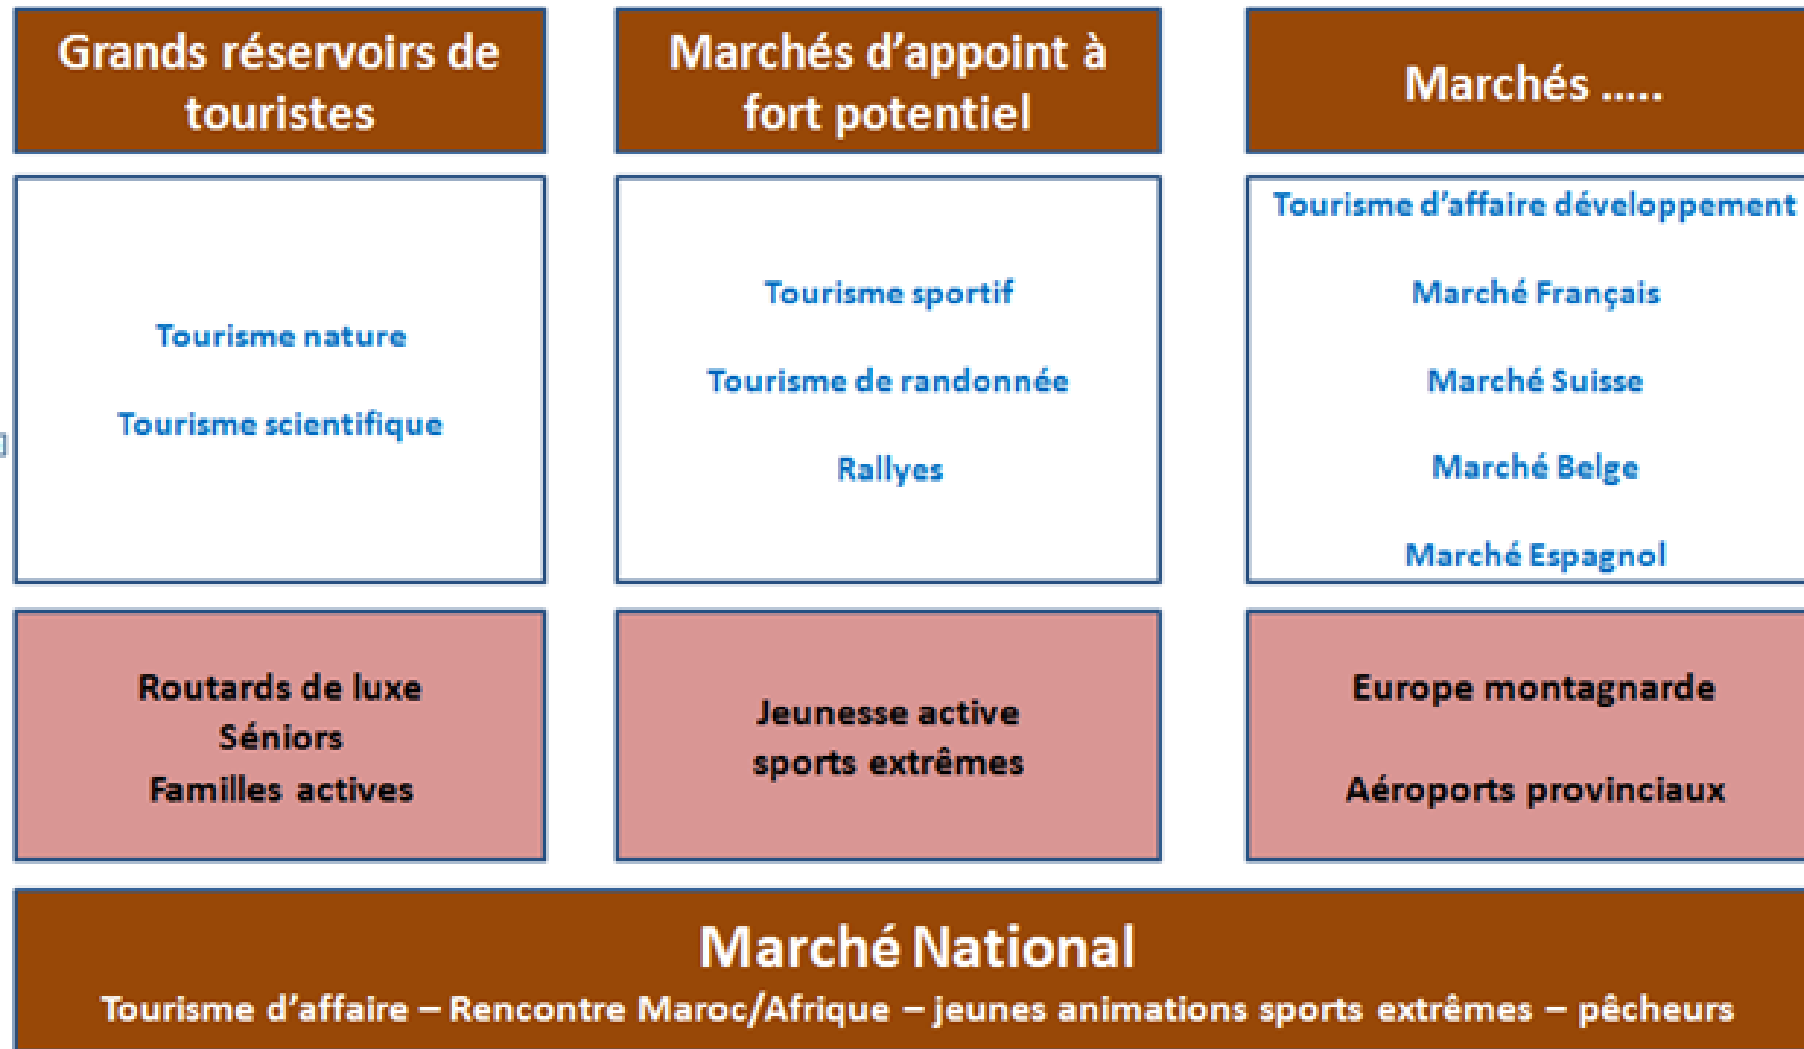 Grands réservoirs de
touristes
Marchés d'appoint à
fort potentiel
Marchés .....
Tourisme nature
Tourisme scientifique
Tourisme sportif
Tourisme de randonnée
Rallyes
Tourisme d'affaire développement
Marché Français
Marché Suisse
Marché Belge
Marché Espagnol
Routards de luxe
Séniors
Familles actives
Jeunesse active
sports extrêmes
Europe montagnarde
Aéroports provinciaux
Marché National
Tourisme d'affaire – Rencontre Maroc/Afrique – jeunes animations sports extrêmes – pêcheurs